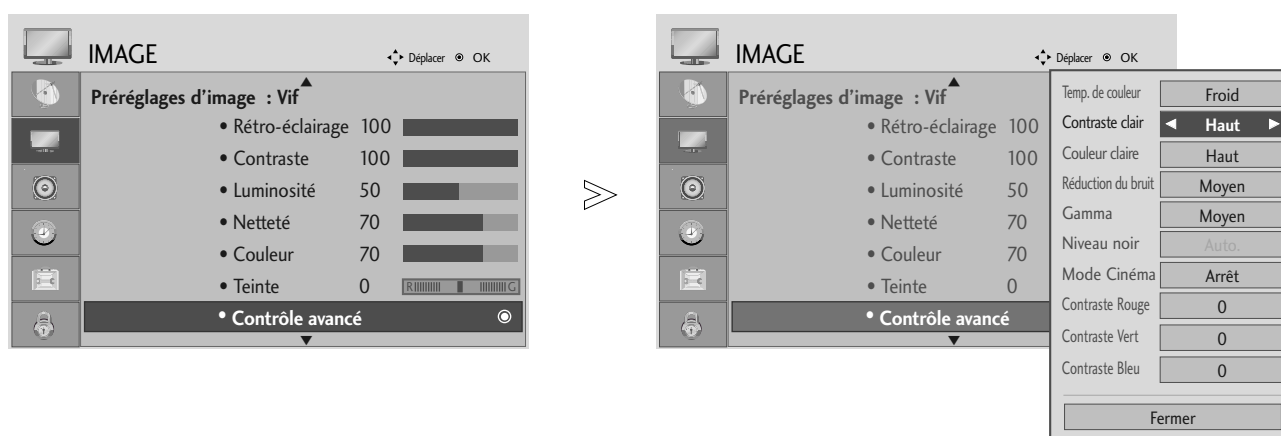 IMAGE
Déplacer OK
Préréglages d'image : Vif
• Rétro-éclairage 100
• Contraste 100
• Luminosité 50
• Netteté 70
• Couleur 70
• Teinte 0 R G
• Contrôle avancé
IMAGE
Déplacer OK
Préréglages d'image : Vif
• Rétro-éclairage 100
• Contraste 100
• Luminosité 50
• Netteté 70
• Couleur 70
• Teinte 0
• Contrôle avancé
Temp. de couleur Froid
Contraste clair Haut
Couleur claire Haut
Réduction du bruit Moyen
Gamma Moyen
Niveau noir Auto.
Mode Cinéma Arrêt
Contraste Rouge 0
Contraste Vert 0
Contraste Bleu 0
Fermer